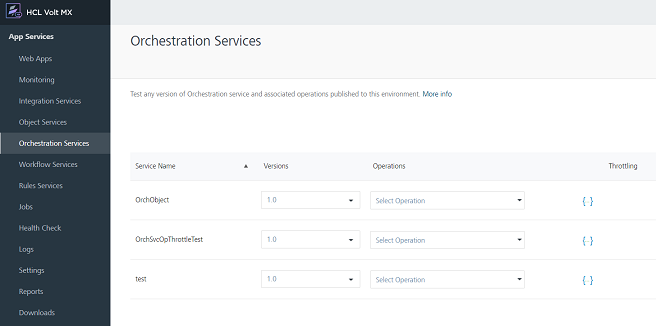 HCL Volt MX
App Services
Web Apps
Monitoring
Integration Services
Object Services
Orchestration Services
Workflow Services
Rules Services
Jobs
Health Check
Logs
Settings
Reports
Downloads
Orchestration Services
Test any version of Orchestration service and associated operations published to this environment. More info
Service Name Versions Operations Throttling
OrchObject 1.0 Select Operation { }
OrchSvcOpThrottleTest 1.0 Select Operation {..}
test 1.0 Select Operation { }